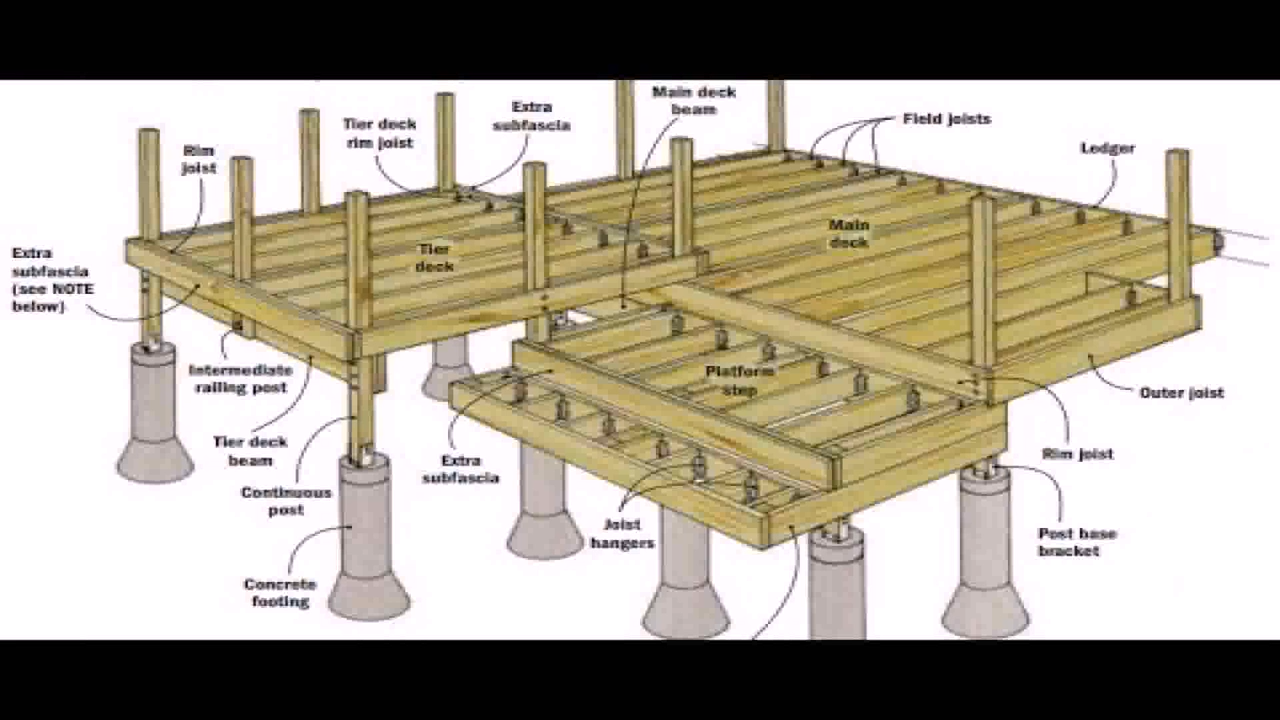 Main deck
beam
Extra
subfascia
Tier deck
rim joist
Field joists
Rim
joist
Ledger
Main
deck
Tier
deck
Extra
subfascia
(see NOTE
below)
Intermediate
railing post
Platform
step
Outer joist
Tier deck
beam
Extra
subfascia
Rim joist
Continuous
post
Joist
hangers
Post base
bracket
Concrete
footing